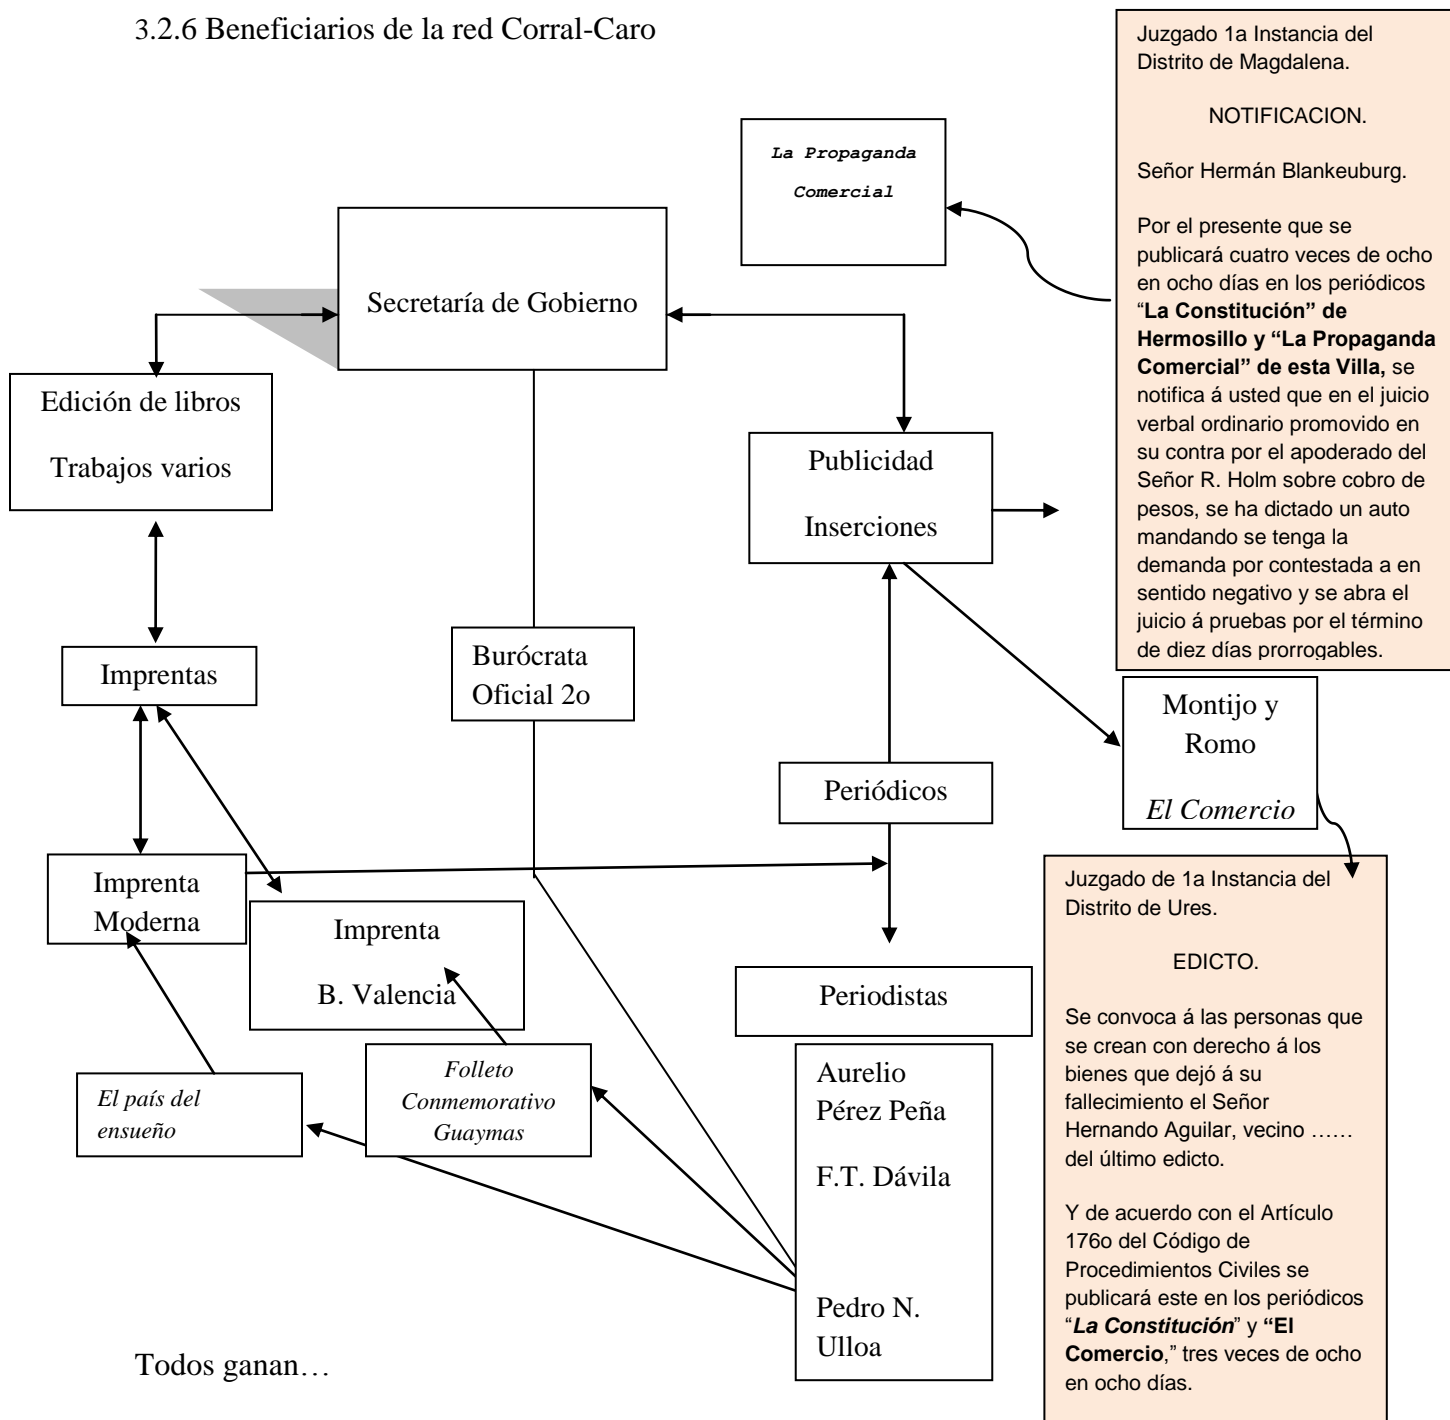 3.2.6 Beneficiarios de la red Corral-Caro
Juzgado 1a Instancia del
Distrito de Magdalena.
NOTIFICACION.
Señor Hermán Blankeuburg.
Por el presente que se
publicará cuatro veces de ocho
en ocho días en los periódicos
“La Constitución” de
Hermosillo y “La Propaganda
Comercial” de esta Villa, se
notifica á usted que en el juicio
verbal ordinario promovido en
su contra por el apoderado del
Señor R. Holm sobre cobro de
pesos, se ha dictado un auto
mandando se tenga la
demanda por contestada a en
sentido negativo y se abra el
juicio á pruebas por el término
de diez días prorrogables.
La Propaganda
Comercial
Secretaría de Gobierno
Edición de libros
Trabajos varios
Publicidad
Inserciones
Imprentas
Burócrata
Oficial 2o
Montijo y
Romo
El Comercio
Periódicos
Imprenta
Moderna
Imprenta
B. Valencia
Periodistas
El país del
ensueño
Folleto
Conmemorativo
Guaymas
Aurelio
Pérez Peña
F.T. Dávila
Pedro N.
Ulloa
Juzgado de 1a Instancia del
Distrito de Ures.
EDICTO.
Se convoca á las personas que
se crean con derecho á los
bienes que dejó á su
fallecimiento el Señor
Hernando Aguilar, vecino ……
del último edicto.
Y de acuerdo con el Artículo
176o del Código de
Procedimientos Civiles se
publicará este en los periódicos
“La Constitución” y “El
Comercio,” tres veces de ocho
en ocho días.
Todos ganan…